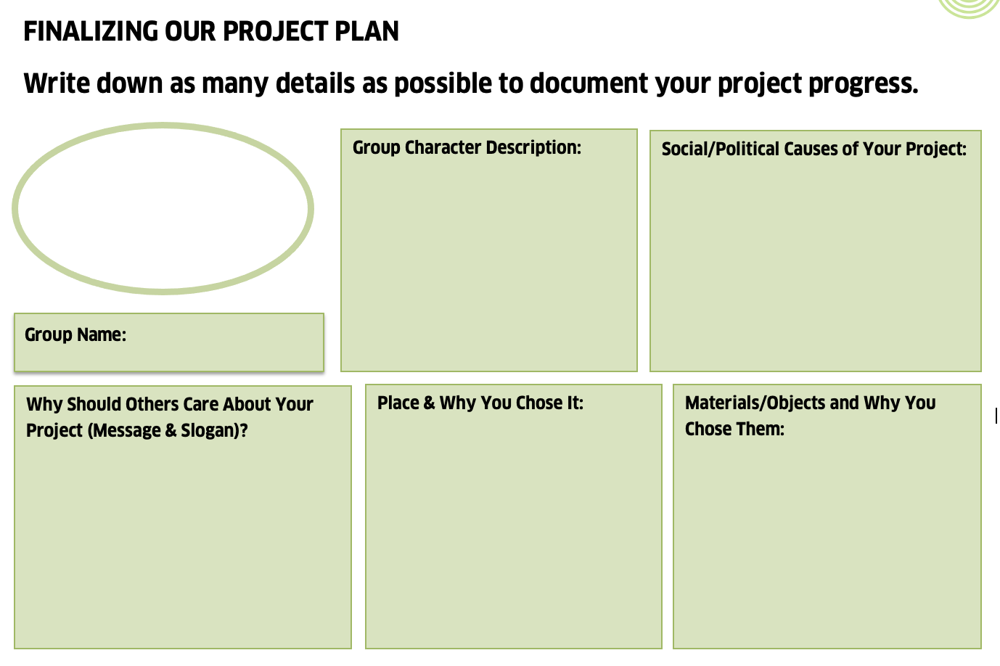 FINALIZING OUR PROJECT PLAN
Write down as many details as possible to document your project progress.
Group Character Description:
Social/Political Causes of Your Project:
Group Name:
Why Should Others Care About Your
Project (Message & Slogan)?
Place & Why You Chose It:
Materials/Objects and Why You
Chose Them: